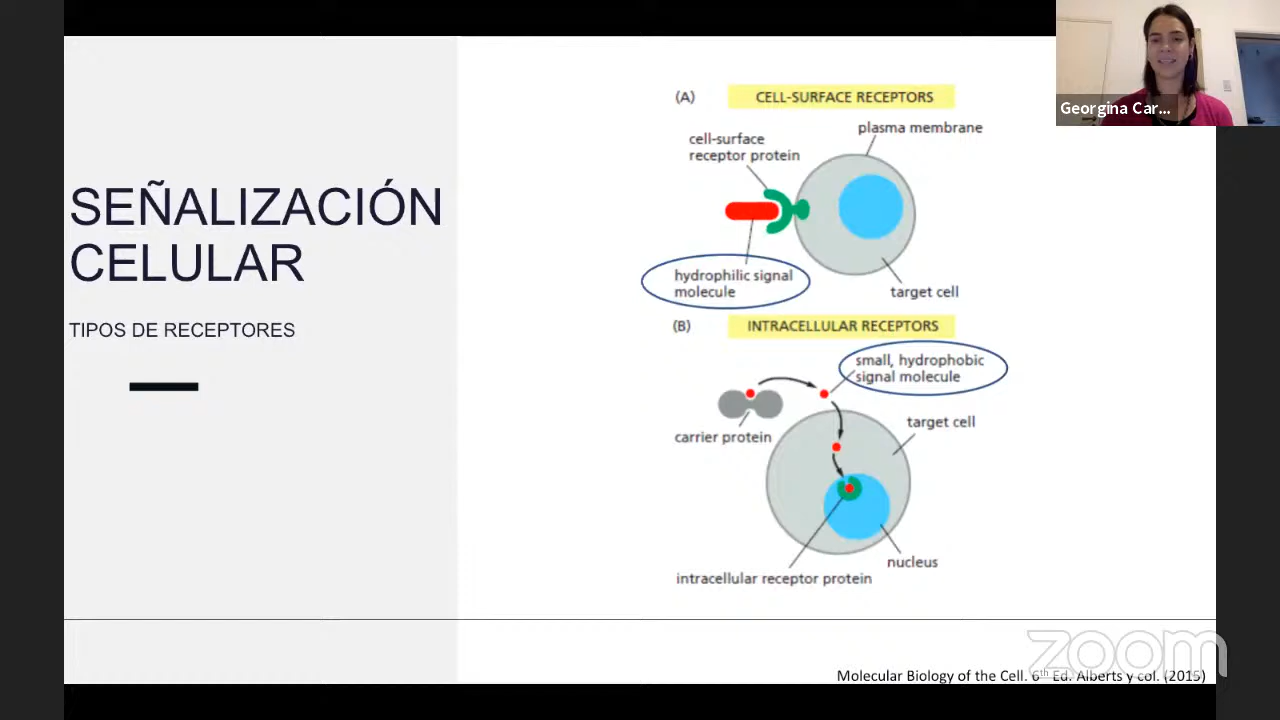 Georgina Car...
SEÑALIZACIÓN
CELULAR
TIPOS DE RECEPTORES
(A)
CELL-SURFACE RECEPTORS
plasma membrane
cell-surface
receptor protein
hydrophilic signal
molecule
target cell
(B)
INTRACELLULAR RECEPTORS
small, hydrophobic
signal molecule
target cell
carrier protein
nucleus
intracellular receptor protein
zoom
Molecular Biology of the Cell. 6th Ed. Alberts y col. (2015)